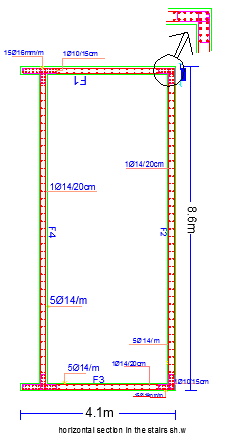 15Ø16mm/m
1Ø10/15cm
F1
1Ø14/20cm
1Ø14/20cm
F4
F2
8.6m
5Ø14/m
5Ø14/m
1Ø14/20cm
5Ø14/m
F3
1Ø10/15cm
4.1m
horizontal section in the stairs sh.w